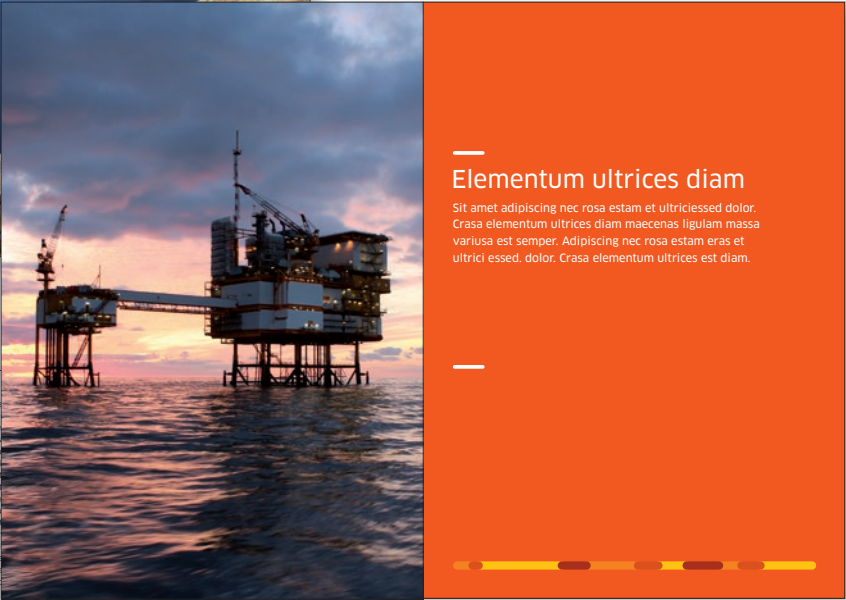 Elementum ultrices diam
Sit amet adipiscing nec rosa estam et ultriciessed dolor.
Crasa elementum ultrices diam maecenas ligulam massa
variusa est semper. Adipiscing nec rosa estam eras et
ultrici essed. dolor. Crasa elementum ultrices est diam.